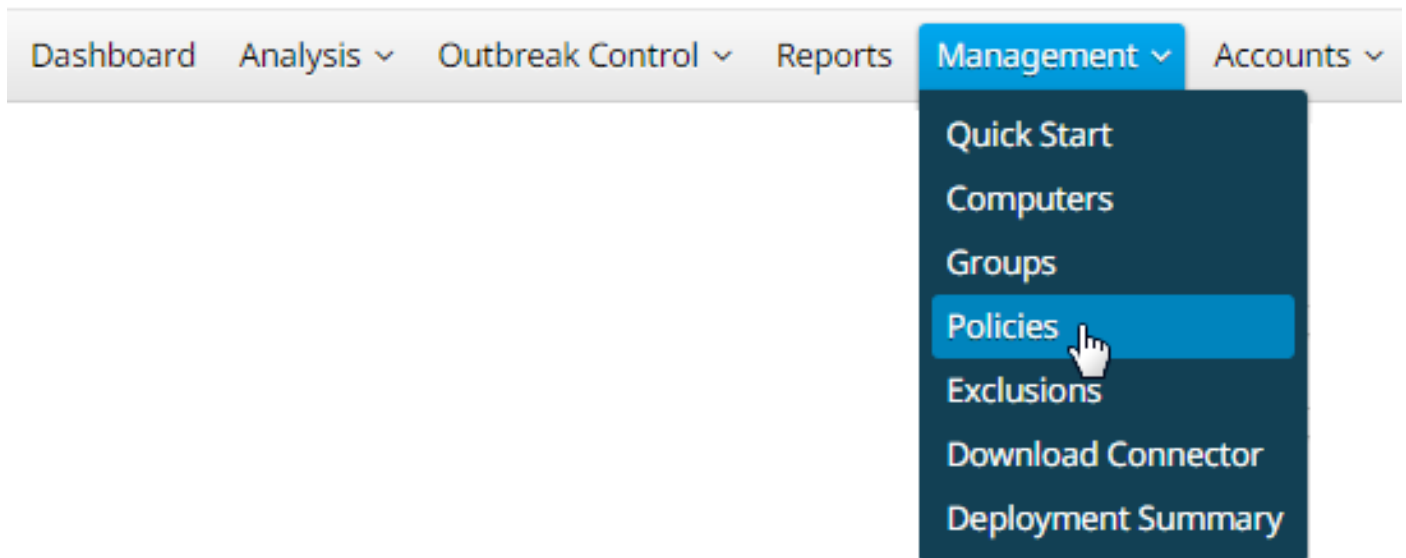 Dashboard Analysis Outbreak Control Reports Management Accounts
Quick Start
Computers
Groups
Policies
Exclusions
Download Connector
Deployment Summary